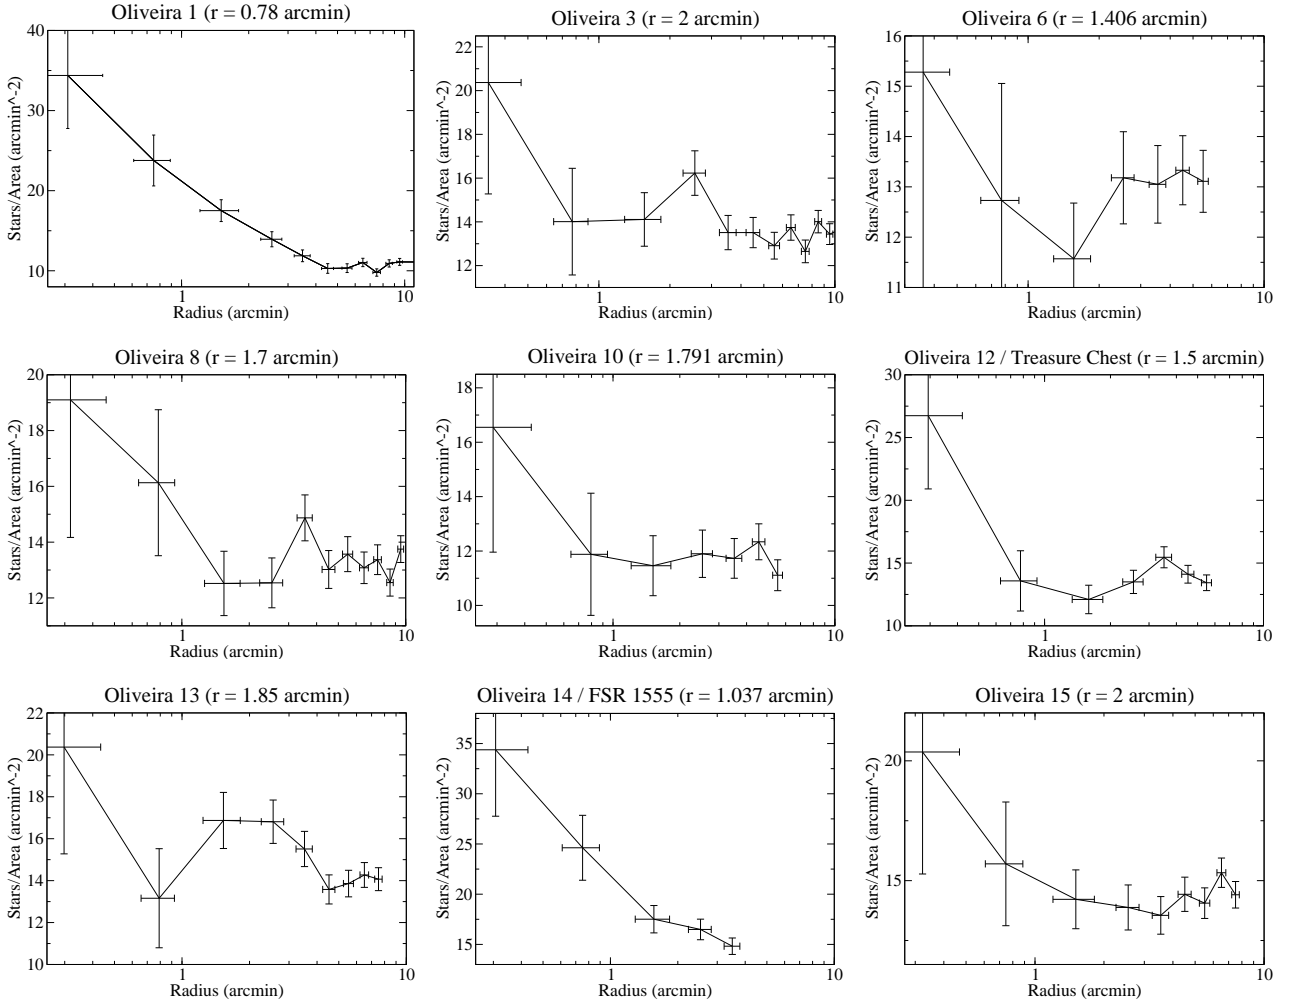 Oliveira 1 (r = 0.78 arcmin)
Stars/Area (arcmin^-2)
40
30
20
10
1
10
Radius (arcmin)
Oliveira 3 (r = 2 arcmin)
Stars/Area (arcmin^-2)
22
20
18
16
14
12
1
10
Radius (arcmin)
Oliveira 6 (r = 1.406 arcmin)
Stars/Area (arcmin^-2)
16
15
14
13
12
11
1
10
Radius (arcmin)
Oliveira 8 (r = 1.7 arcmin)
Stars/Area (arcmin^-2)
20
18
16
14
12
1
10
Radius (arcmin)
Oliveira 10 (r = 1.791 arcmin)
Stars/Area (arcmin^-2)
18
16
14
12
10
1
10
Radius (arcmin)
Oliveira 12 / Treasure Chest (r = 1.5 arcmin)
Stars/Area (arcmin^-2)
30
25
20
15
10
1
10
Radius (arcmin)
Oliveira 13 (r = 1.85 arcmin)
Stars/Area (arcmin^-2)
22
20
18
16
14
12
10
1
10
Radius (arcmin)
Oliveira 14 / FSR 1555 (r = 1.037 arcmin)
Stars/Area (arcmin^-2)
35
30
25
20
15
1
10
Radius (arcmin)
Oliveira 15 (r = 2 arcmin)
Stars/Area (arcmin^-2)
20
15
1
10
Radius (arcmin)